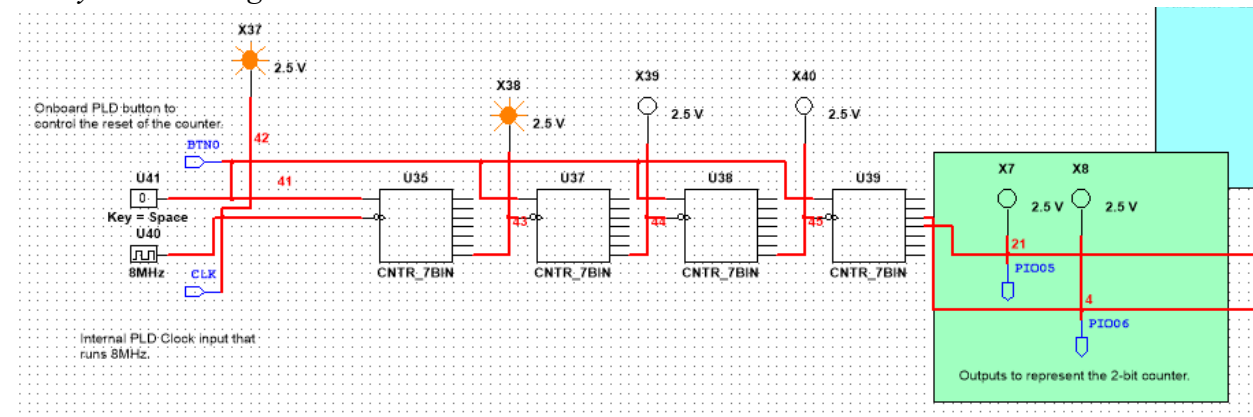 X37
2.5 V
X38
2.5 V
X39
2.5 V
X40
2.5 V
Onboard PLD button to
control the reset of the counter.
BTN0
42
U41
0
Key = Space
41
U40
8MHz
CLK
U35
CNTR_7BIN
43
U37
CNTR_7BIN
44
U38
CNTR_7BIN
45
U39
CNTR_7BIN
X7
2.5 V
X8
2.5 V
21
PIO05
4
PIO06
Internal PLD Clock input that
runs 8MHz.
Outputs to represent the 2-bit counter.